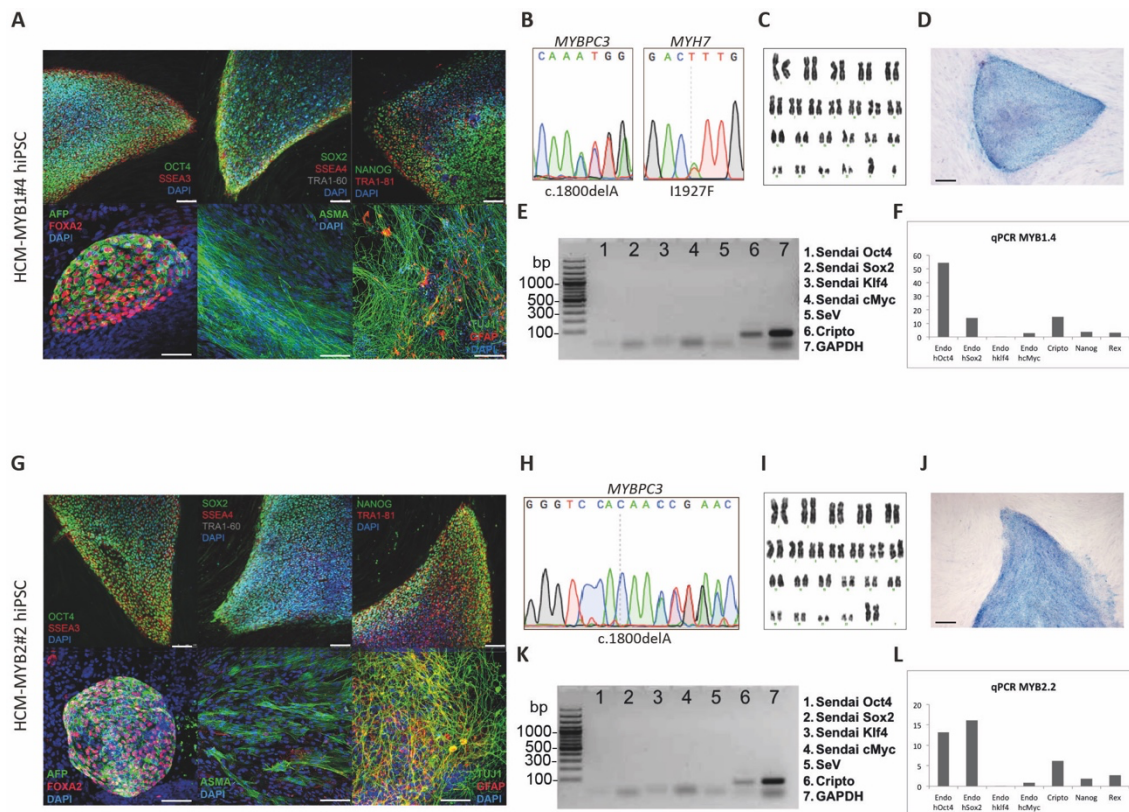 A
HCM-MYB1#4 hiPSC
OCT4
SSEA3
DAPI
SOX2
SSEA4
TRA1-60
DAPI
NANOG
TRA1-81
DAPI
AFP
FOXA2
DAPI
ASMA
DAPI
TUJ1
GFAP
DAPI
B
MYBPC3
C A A A T G G
c.1800delA
MYH7
G A C T T T G
I1927F
C
D
E
bp
1000
500
300
100
1 2 3 4 5 6 7
1. Sendai Oct4
2. Sendai Sox2
3. Sendai Klf4
4. Sendai cMyc
5. SeV
6. Cripto
7. GAPDH
F
qPCR MYB1.4
60
50
40
30
20
10
0
Endo hOct4
Endo hSox2
Endo hklf4
Endo hcMyc
Cripto
Nanog
Rex
G
HCM-MYB2#2 hiPSC
OCT4
SSEA3
DAPI
SOX2
SSEA4
TRA1-60
DAPI
NANOG
TRA1-81
DAPI
AFP
FOXA2
DAPI
ASMA
DAPI
TUJ1
GFAP
DAPI
H
MYBPC3
G G G T C C A C A A C C G A A C
c.1800delA
I
J
K
bp
1000
500
300
100
1 2 3 4 5 6 7
1. Sendai Oct4
2. Sendai Sox2
3. Sendai Klf4
4. Sendai cMyc
5. SeV
6. Cripto
7. GAPDH
L
qPCR MYB2.2
20
15
10
5
0
Endo hOct4
Endo hSox2
Endo hklf4
Endo hcMyc
Cripto
Nanog
Rex